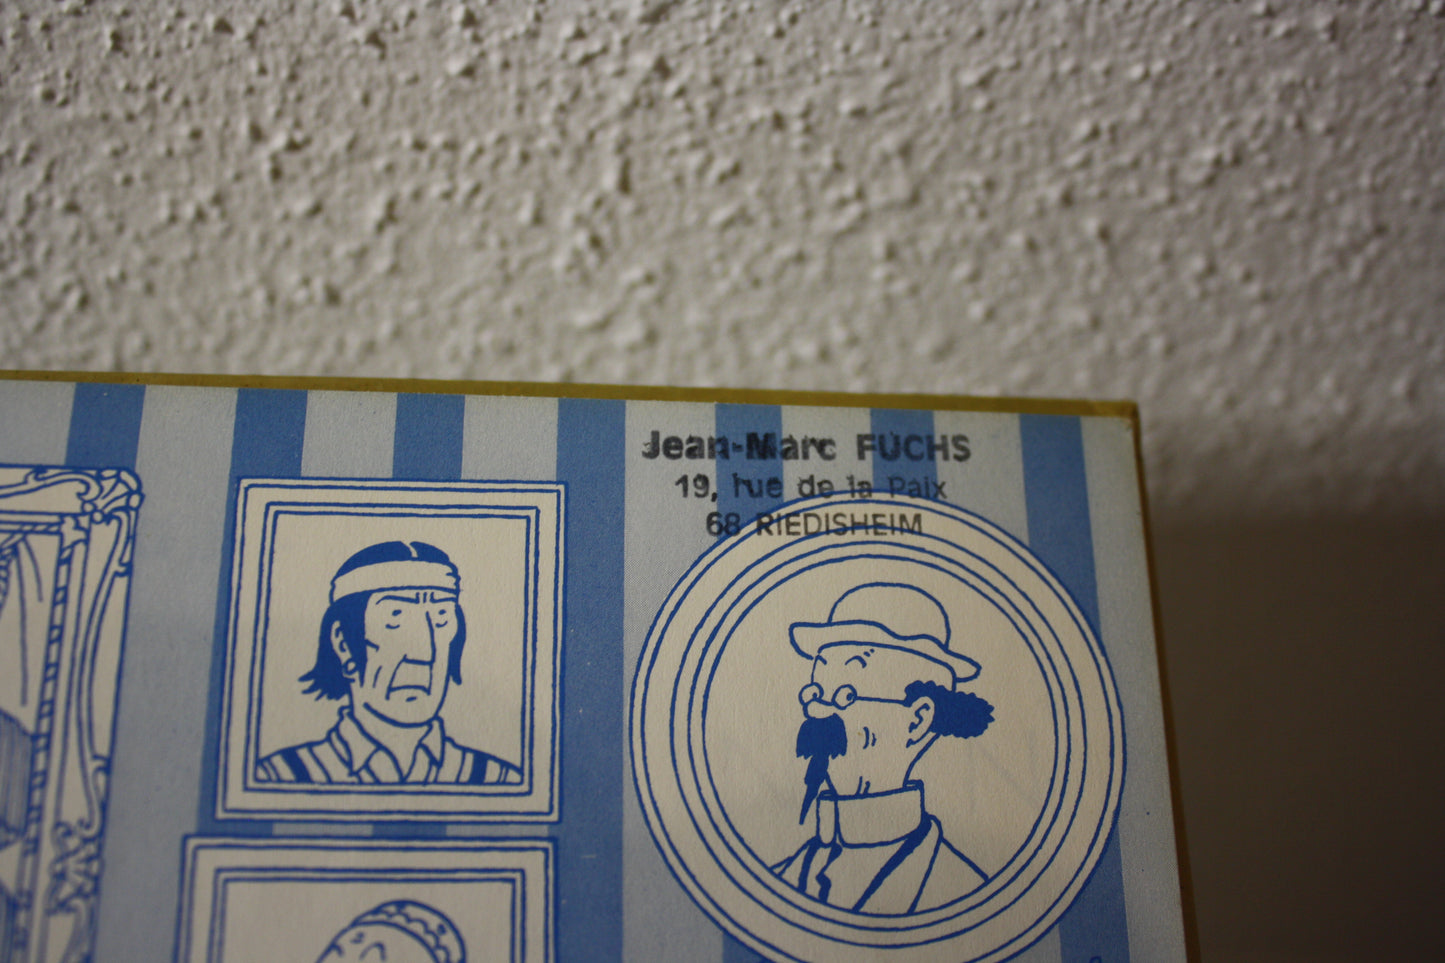 Jean-Marc FUCHS
19, rue de la Paix
68 RIEDISHEIM